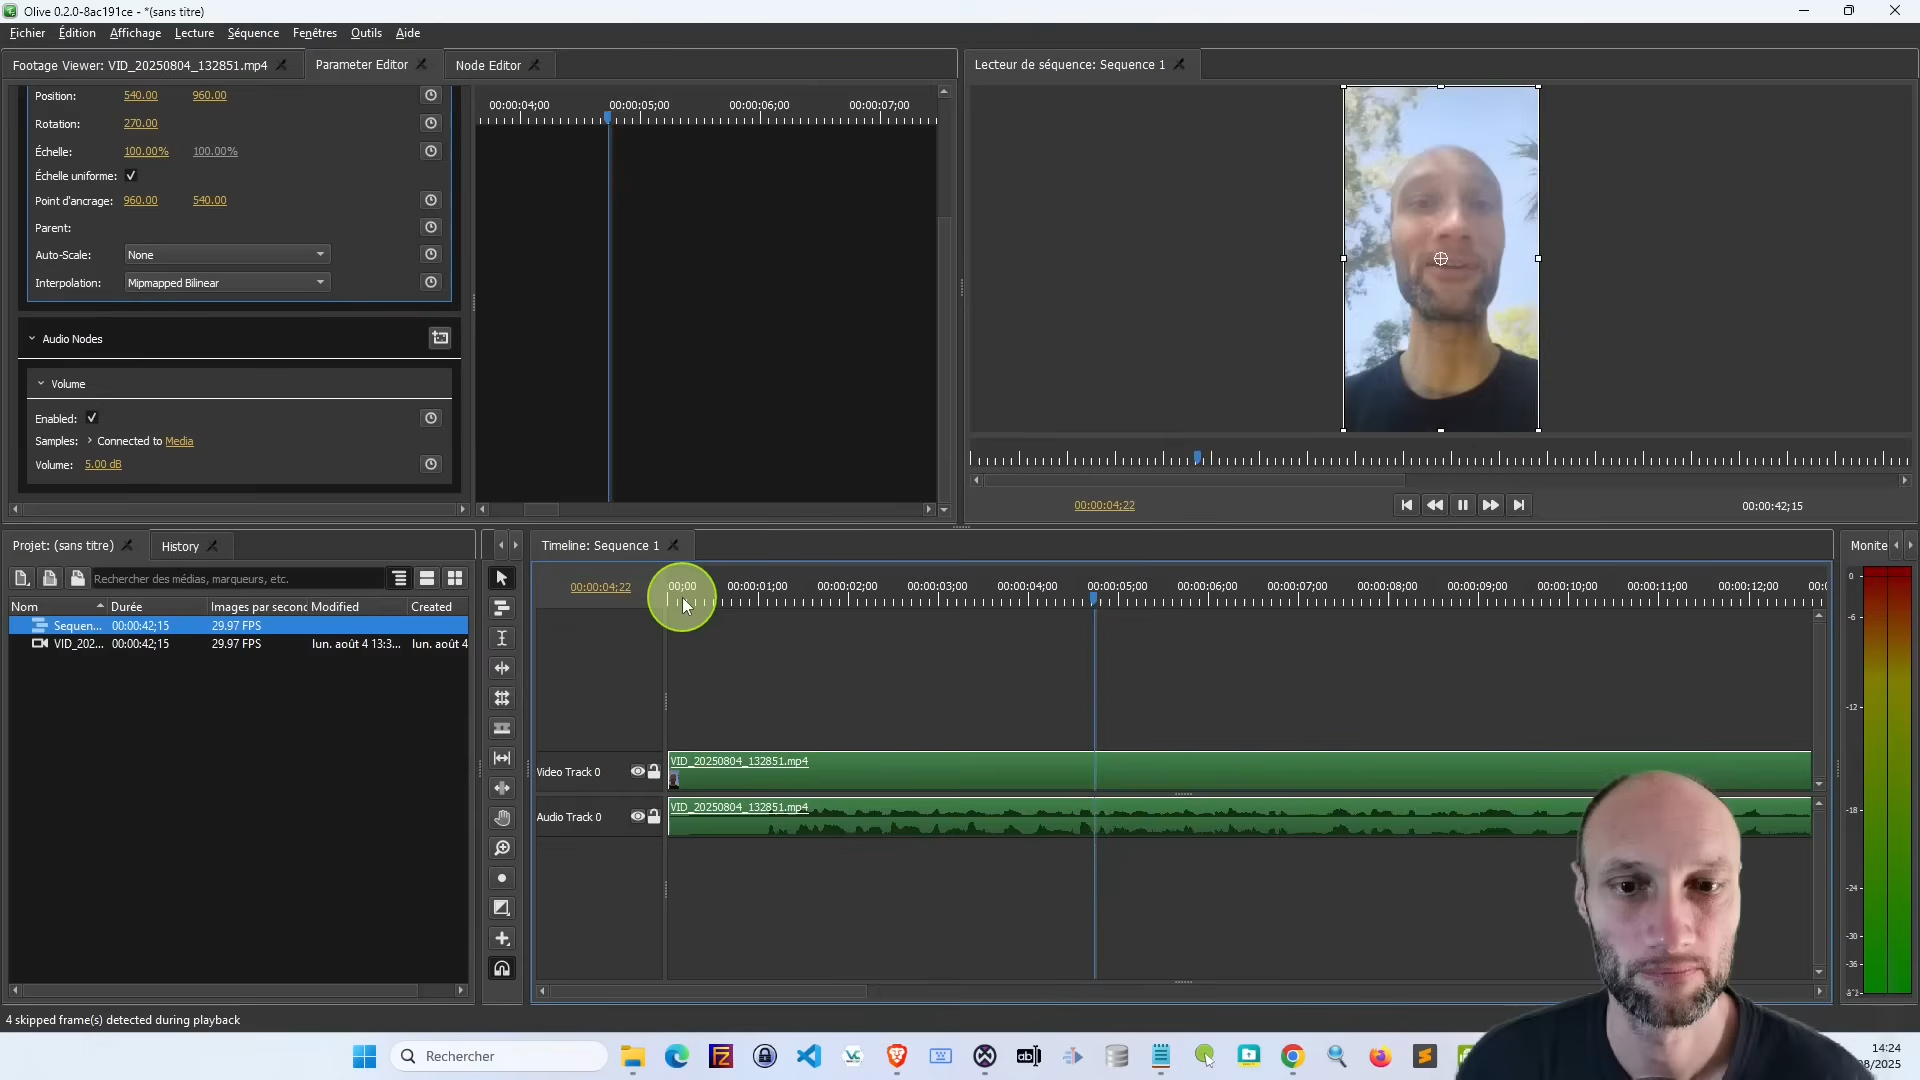 Olive 0.2.0-8ac191ce - *(sans titre)
Fichier Édition Affichage Lecture Séquence Fenêtres Outils Aide
Footage Viewer: VID_20250804_132851.mp4 Parameter Editor Node Editor
Lecteur de séquence: Sequence 1
Position: 540.00 960.00
Rotation: 270.00
Échelle: 100.00% 100.00%
Échelle uniforme:
Point d'ancrage: 960.00 540.00
Parent:
Auto-Scale: None
Interpolation: Mipmapped Bilinear
Audio Nodes
Volume
Enabled:
Samples: Connected to Media
Volume: 5.00 dB
00:00:04;00 00:00:05;00 00:00:06;00 00:00:07;00
00:00:04;22 00:00:42;15
Projet: (sans titre) History
Rechercher des médias, marqueurs, etc.
Nom Durée Images par seconc Modified Created
Sequen... 00:00:42;15 29.97 FPS
VID_202... 00:00:42;15 29.97 FPS lun. août 4 13:3... lun. août 4
Timeline: Sequence 1
00:00:04;22 00;00 00:00:01;00 00:00:02;00 00:00:03;00 00:00:04;00 00:00:05;00 00:00:06;00 00:00:07;00 00:00:08;00 00:00:09;00 00:00:10;00 00:00:11;00 00:00:12;00 00:0
Video Track 0
VID_20250804_132851.mp4
Audio Track 0
VID_20250804_132851.mp4
Monite
0
-6
-12
-18
-24
-30
-36
4 skipped frame(s) detected during playback
Rechercher
14:24
8/2025